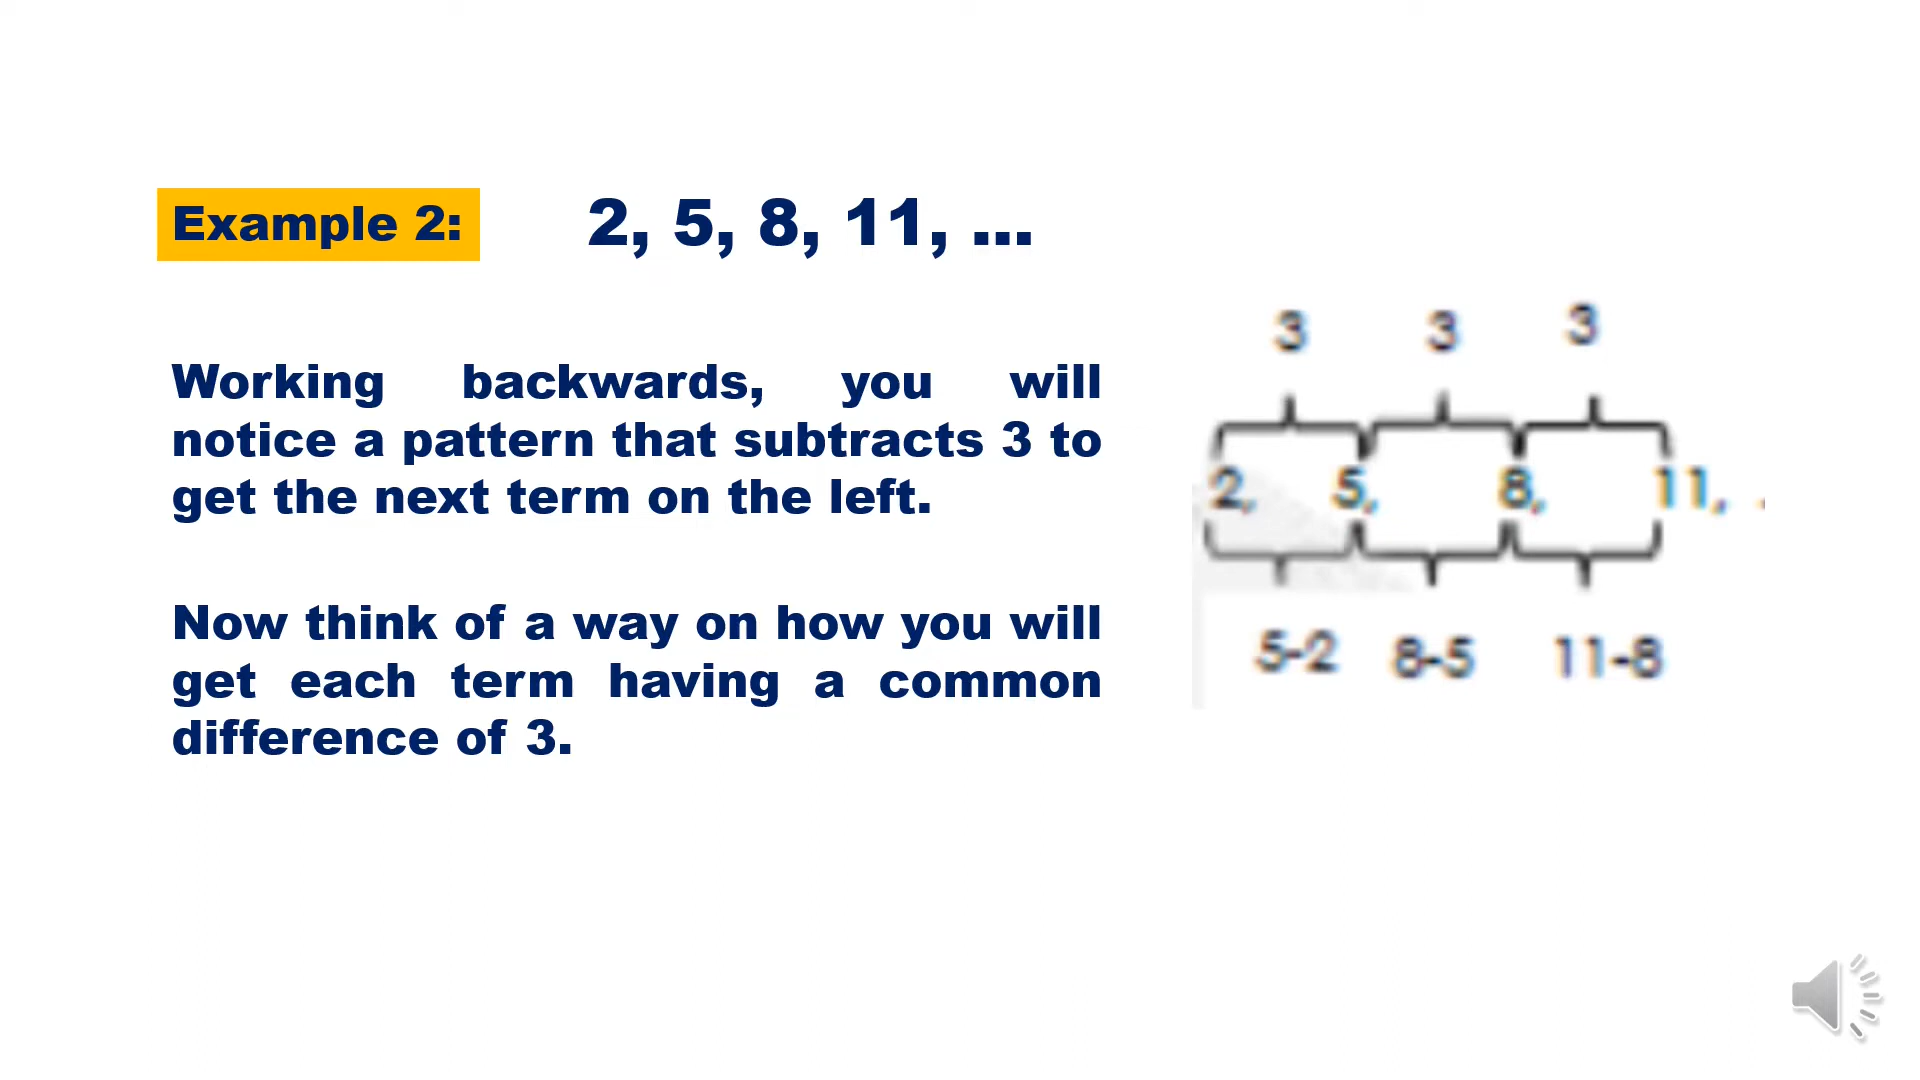 Example 2: 2, 5, 8, 11, ...
Working backwards, you will
notice a pattern that subtracts 3 to
get the next term on the left.
Now think of a way on how you will
get each term having a common
difference of 3.
3 3 3
2, 5, 8, 11, .
5-2 8-5 11-8